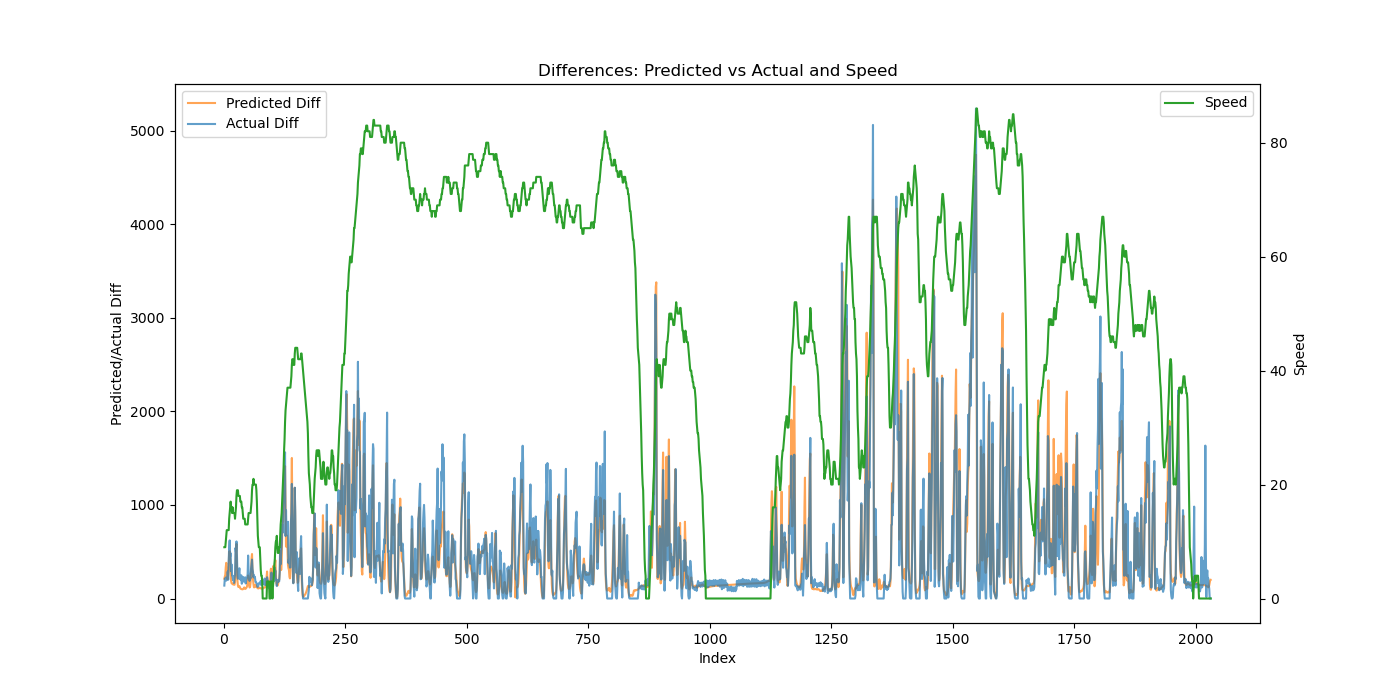 Differences: Predicted vs Actual and Speed
Predicted Diff
Actual Diff
Speed
5000
4000
3000
2000
1000
0
Predicted/Actual Diff
80
60
40
20
0
Speed
0
250
500
750
1000
1250
1500
1750
2000
Index